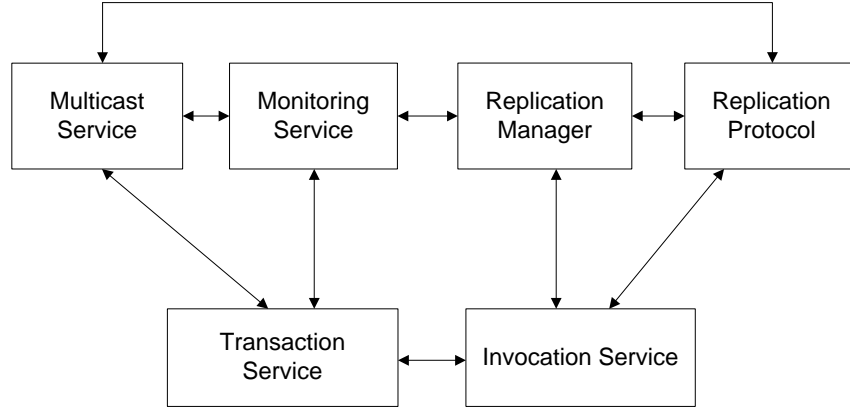 Multicast
Service
Monitoring
Service
Replication
Manager
Replication
Protocol
Transaction
Service
Invocation Service